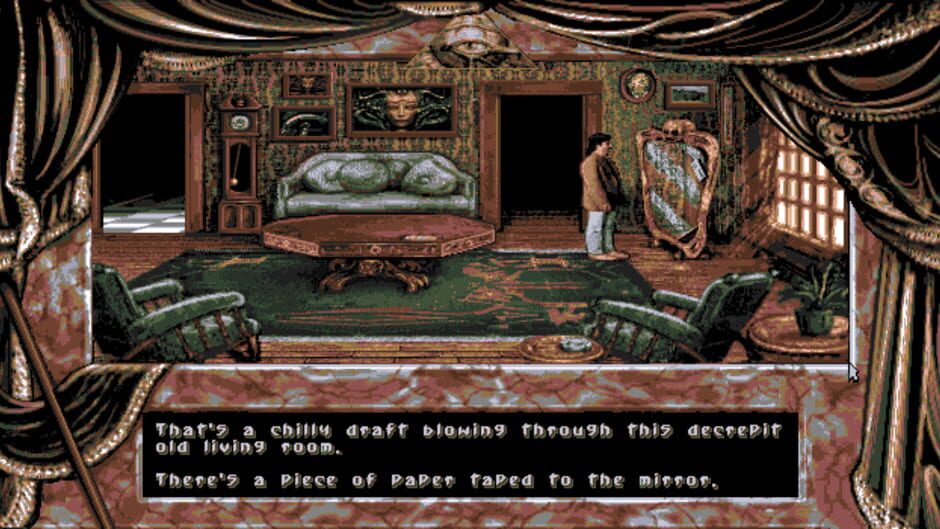 That's a chilly draft blowing through this decrepit
old living room.
There's a piece of paper taped to the mirror.